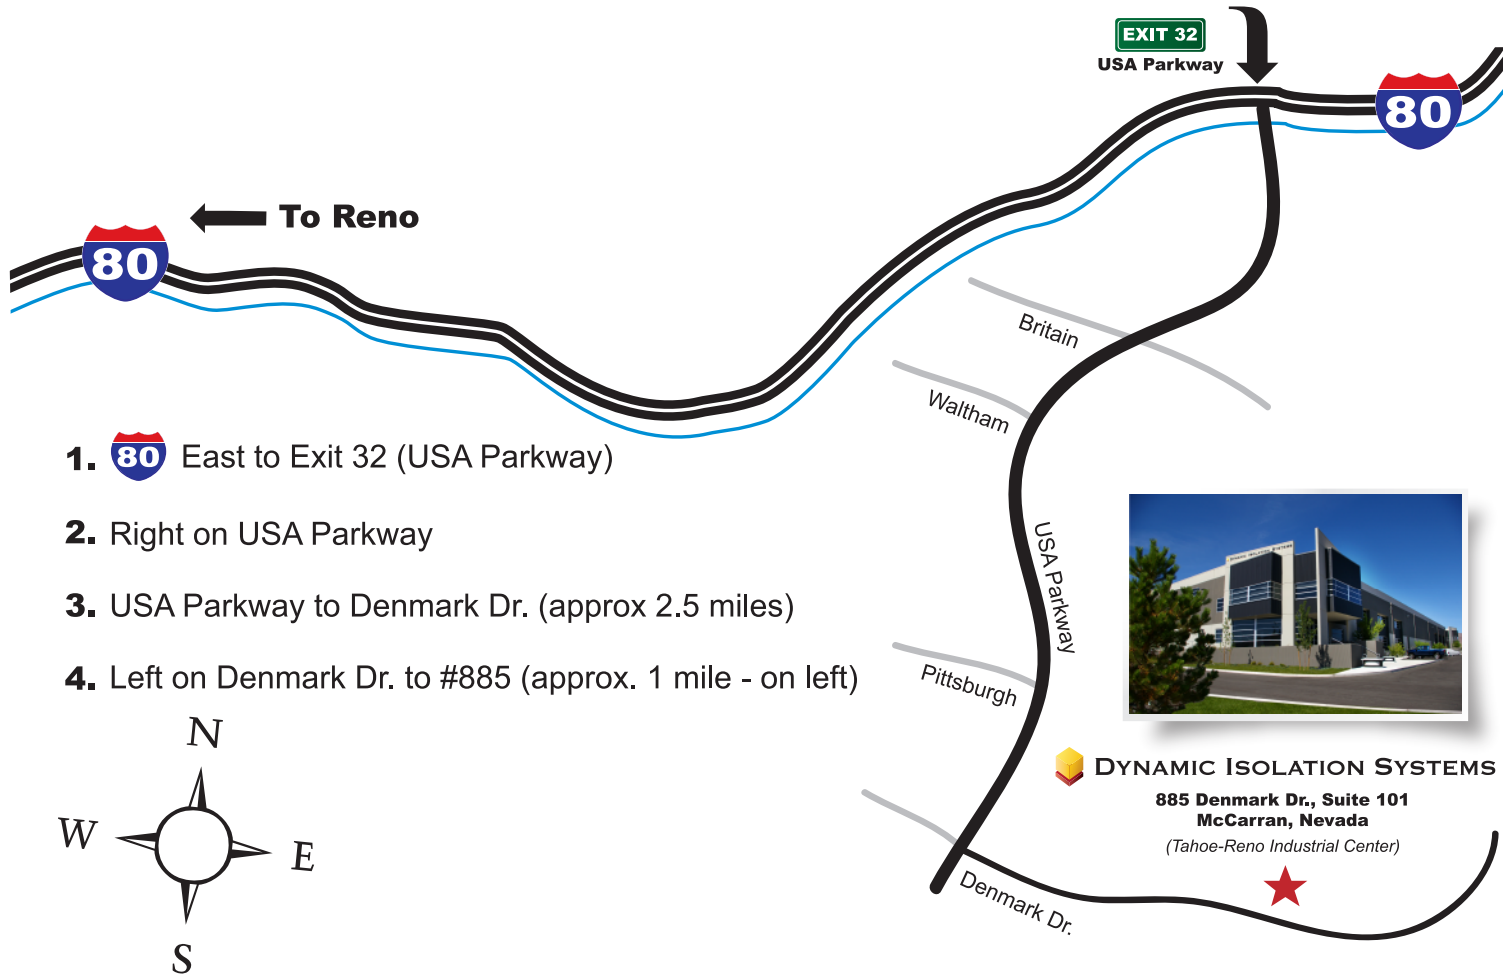 EXIT 32
USA Parkway
80
To Reno
80
Britain
Waltham
1. 80 East to Exit 32 (USA Parkway)
2. Right on USA Parkway
3. USA Parkway to Denmark Dr. (approx 2.5 miles)
4. Left on Denmark Dr. to #885 (approx. 1 mile - on left)
USA Parkway
Pittsburgh
DYNAMIC ISOLATION SYSTEMS
DYNAMIC ISOLATION SYSTEMS
885 Denmark Dr., Suite 101
McCarran, Nevada
(Tahoe-Reno Industrial Center)
Denmark Dr.
N
W
E
S